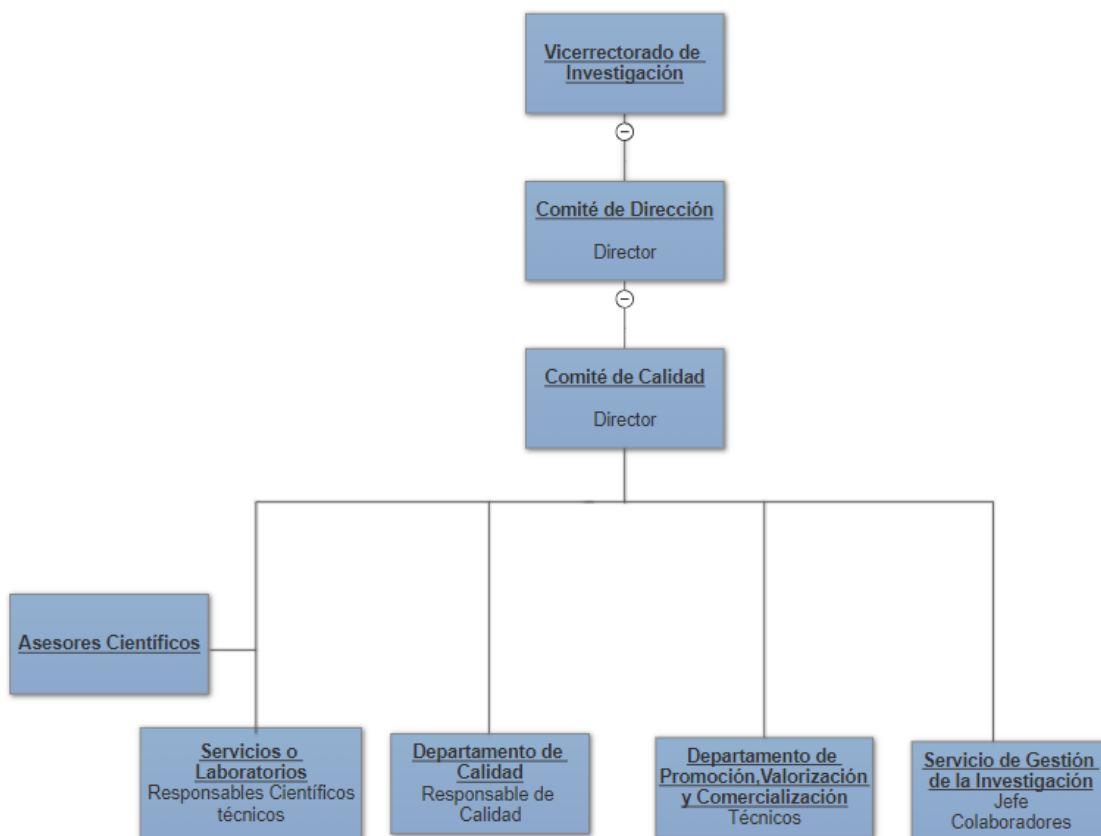 Vicerrectorado de
Investigación
Comité de Dirección
Director
Comité de Calidad
Director
Asesores Científicos
Servicios o
Laboratorios
Responsables Científicos
técnicos
Departamento de
Calidad
Responsable de
Calidad
Departamento de
Promoción,Valorización
y Comercialización
Técnicos
Servicio de Gestión
de la Investigación
Jefe
Colaboradores